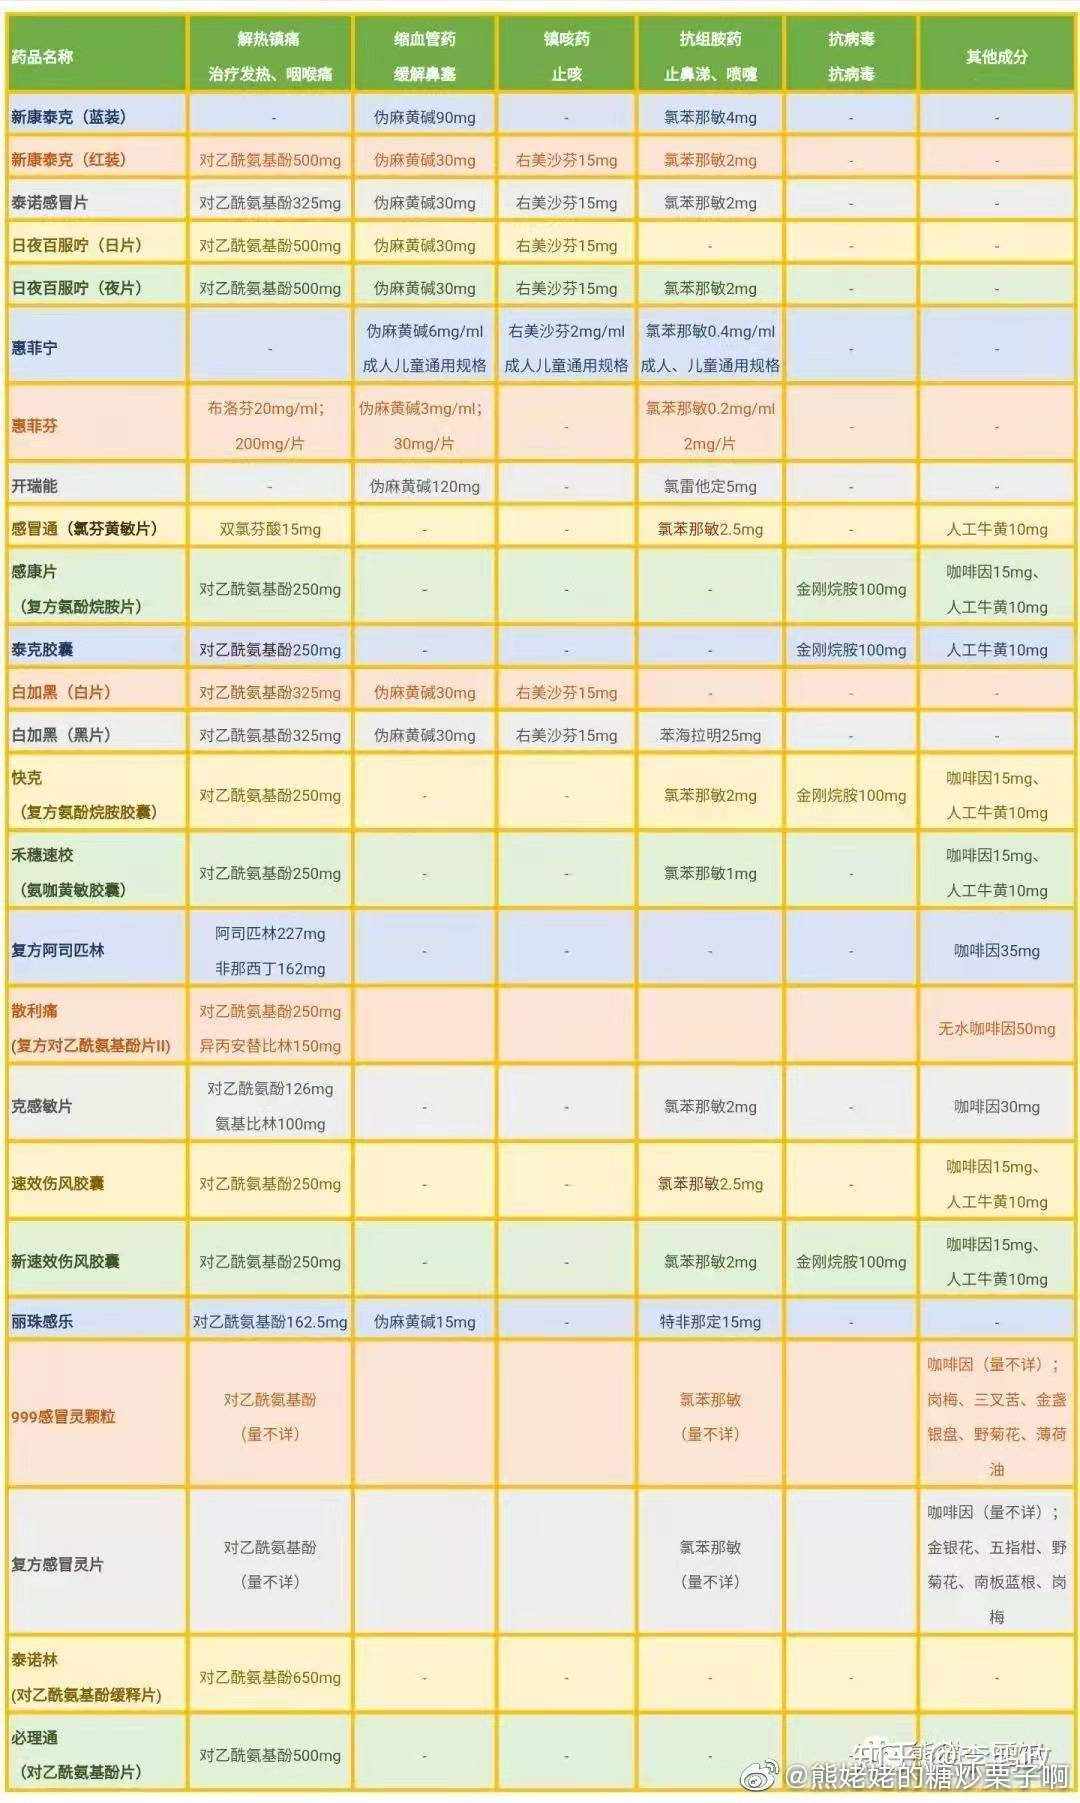 药品名称
解热镇痛
治疗发热、咽喉痛
缩血管药
缓解鼻塞
镇咳药
止咳
抗组胺药
止鼻涕、喷嚏
抗病毒
抗病毒
其他成分
新康泰克（蓝装）
-
伪麻黄碱90mg
-
氯苯那敏4mg
-
-
新康泰克（红装）
对乙酰氨基酚500mg
伪麻黄碱30mg
右美沙芬15mg
氯苯那敏2mg
-
-
泰诺感冒片
对乙酰氨基酚325mg
伪麻黄碱30mg
右美沙芬15mg
氯苯那敏2mg
-
-
日夜百服咛（日片）
对乙酰氨基酚500mg
伪麻黄碱30mg
右美沙芬15mg
-
-
-
日夜百服咛（夜片）
对乙酰氨基酚500mg
伪麻黄碱30mg
右美沙芬15mg
氯苯那敏2mg
-
-
惠菲宁
-
伪麻黄碱6mg/ml
成人儿童通用规格
右美沙芬2mg/ml
成人儿童通用规格
氯苯那敏0.4mg/ml
成人、儿童通用规格
-
-
惠菲芬
布洛芬20mg/ml；
200mg/片
伪麻黄碱3mg/ml；
30mg/片
-
氯苯那敏0.2mg/ml
2mg/片
-
-
开瑞能
-
伪麻黄碱120mg
-
氯雷他定5mg
-
-
感冒通（氯芬黄敏片）
双氯芬酸15mg
-
-
氯苯那敏2.5mg
-
人工牛黄10mg
感康片
（复方氨酚烷胺片）
对乙酰氨基酚250mg
-
-
-
金刚烷胺100mg
咖啡因15mg、
人工牛黄10mg
泰克胶囊
对乙酰氨基酚250mg
-
-
-
金刚烷胺100mg
人工牛黄10mg
白加黑（白片）
对乙酰氨基酚325mg
伪麻黄碱30mg
右美沙芬15mg
-
-
-
白加黑（黑片）
对乙酰氨基酚325mg
伪麻黄碱30mg
右美沙芬15mg
苯海拉明25mg
-
-
快克
（复方氨酚烷胺胶囊）
对乙酰氨基酚250mg
-
-
氯苯那敏2mg
金刚烷胺100mg
咖啡因15mg、
人工牛黄10mg
禾穗速校
（氨咖黄敏胶囊）
对乙酰氨基酚250mg
-
-
氯苯那敏1mg
-
咖啡因15mg、
人工牛黄10mg
复方阿司匹林
阿司匹林227mg
非那西丁162mg
-
-
-
-
咖啡因35mg
散利痛
(复方对乙酰氨基酚片II)
对乙酰氨基酚250mg
异丙安替比林150mg
无水咖啡因50mg
克感敏片
对乙酰氨酚126mg
氨基比林100mg
-
-
氯苯那敏2mg
-
咖啡因30mg
速效伤风胶囊
对乙酰氨基酚250mg
-
-
氯苯那敏2.5mg
-
咖啡因15mg、
人工牛黄10mg
新速效伤风胶囊
对乙酰氨基酚250mg
-
-
氯苯那敏2mg
金刚烷胺100mg
咖啡因15mg、
人工牛黄10mg
丽珠感乐
对乙酰氨基酚162.5mg
伪麻黄碱15mg
-
特非那定15mg
-
-
999感冒灵颗粒
对乙酰氨基酚
（量不详）
氯苯那敏
（量不详）
咖啡因（量不详）；
岗梅、三叉苦、金盏
银盘、野菊花、薄荷
油
复方感冒灵片
对乙酰氨基酚
（量不详）
氯苯那敏
（量不详）
咖啡因（量不详）；
金银花、五指柑、野
菊花、南板蓝根、岗
梅
泰诺林
(对乙酰氨基酚缓释片)
对乙酰氨基酚650mg
-
-
-
-
-
必理通
（对乙酰氨基酚片）
对乙酰氨基酚500mg
-
-
-
-
知乎
@熊姥姥的糖炒栗子啊